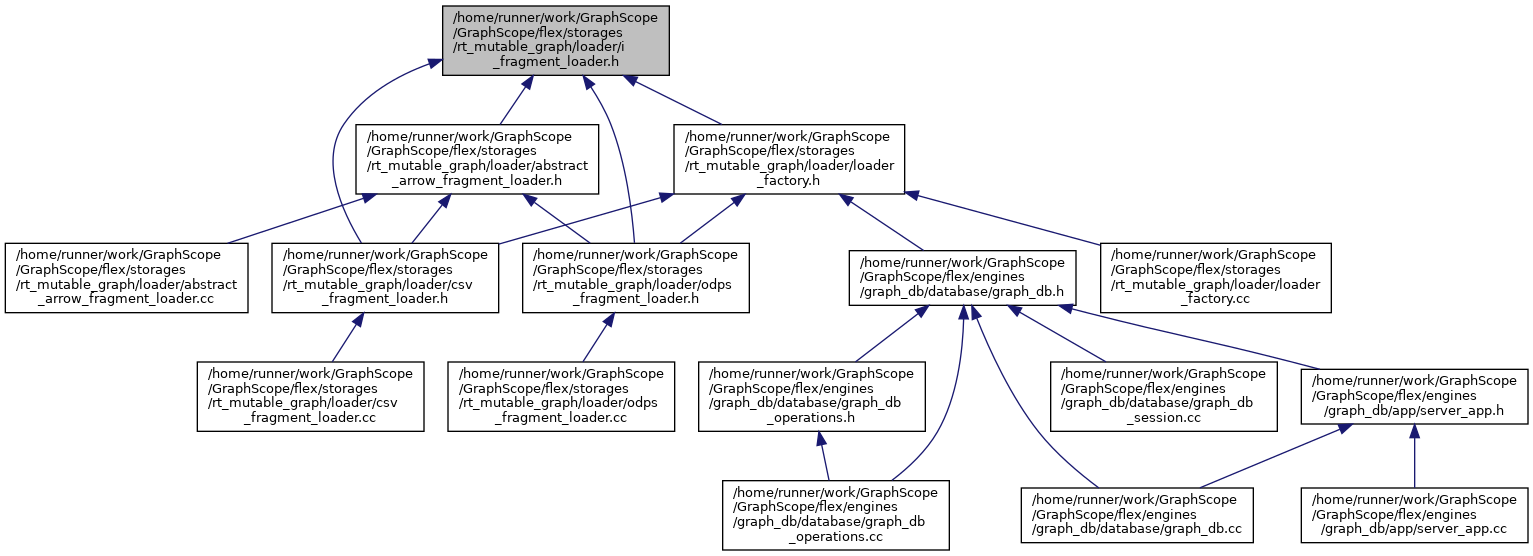 /home/runner/work/GraphScope
/GraphScope/flex/storages
/rt_mutable_graph/loader/i
_fragment_loader.h
/home/runner/work/GraphScope
/GraphScope/flex/storages
/rt_mutable_graph/loader/abstract
_arrow_fragment_loader.h
/home/runner/work/GraphScope
/GraphScope/flex/storages
/rt_mutable_graph/loader/loader
_factory.h
/home/runner/work/GraphScope
/GraphScope/flex/storages
/rt_mutable_graph/loader/abstract
_arrow_fragment_loader.cc
/home/runner/work/GraphScope
/GraphScope/flex/storages
/rt_mutable_graph/loader/csv
_fragment_loader.h
/home/runner/work/GraphScope
/GraphScope/flex/storages
/rt_mutable_graph/loader/odps
_fragment_loader.h
/home/runner/work/GraphScope
/GraphScope/flex/engines
/graph_db/database/graph_db.h
/home/runner/work/GraphScope
/GraphScope/flex/storages
/rt_mutable_graph/loader/loader
_factory.cc
/home/runner/work/GraphScope
/GraphScope/flex/storages
/rt_mutable_graph/loader/csv
_fragment_loader.cc
/home/runner/work/GraphScope
/GraphScope/flex/storages
/rt_mutable_graph/loader/odps
_fragment_loader.cc
/home/runner/work/GraphScope
/GraphScope/flex/engines
/graph_db/database/graph_db
_operations.h
/home/runner/work/GraphScope
/GraphScope/flex/engines
/graph_db/database/graph_db
_session.cc
/home/runner/work/GraphScope
/GraphScope/flex/engines
/graph_db/app/server_app.h
/home/runner/work/GraphScope
/GraphScope/flex/engines
/graph_db/database/graph_db
_operations.cc
/home/runner/work/GraphScope
/GraphScope/flex/engines
/graph_db/database/graph_db.cc
/home/runner/work/GraphScope
/GraphScope/flex/engines
/graph_db/app/server_app.cc